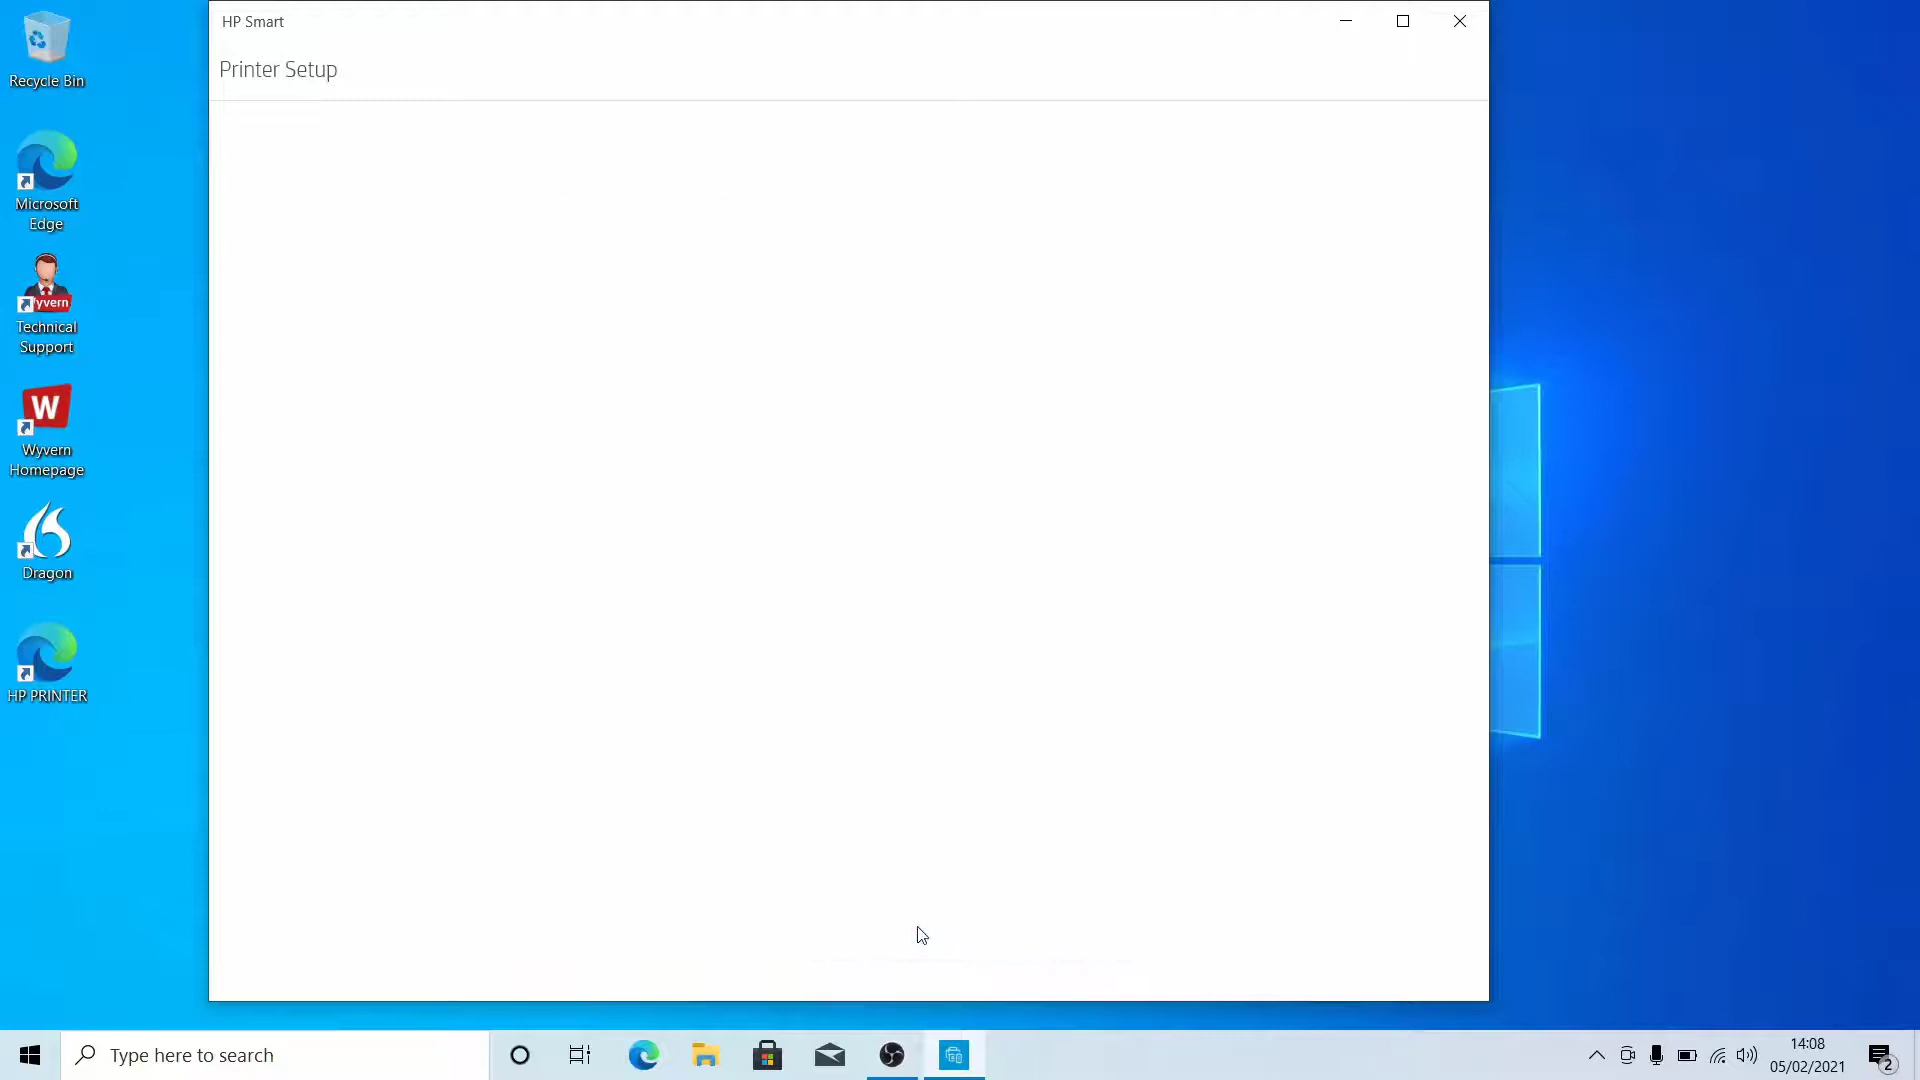 HP Smart
Printer Setup
Recycle Bin
Microsoft
Edge
Wyvern
Technical
Support
W
Wyvern
Homepage
Dragon
HP PRINTER
Type here to search
14:08
05/02/2021
2